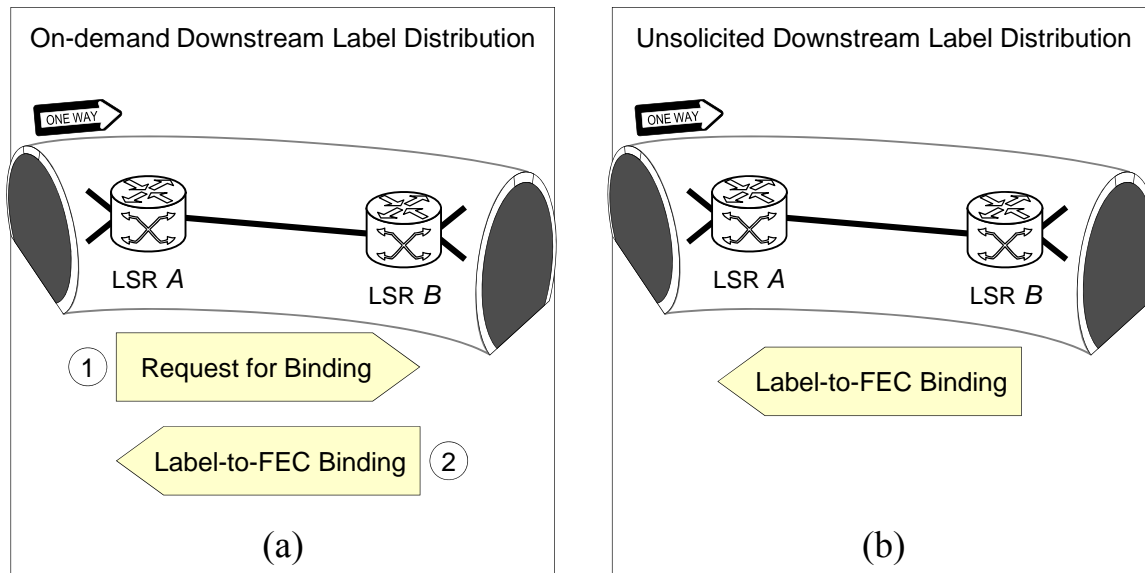 On-demand Downstream Label Distribution
ONE WAY
LSR A
LSR B
1
Request for Binding
Label-to-FEC Binding
2
(a)
Unsolicited Downstream Label Distribution
ONE WAY
LSR A
LSR B
Label-to-FEC Binding
(b)